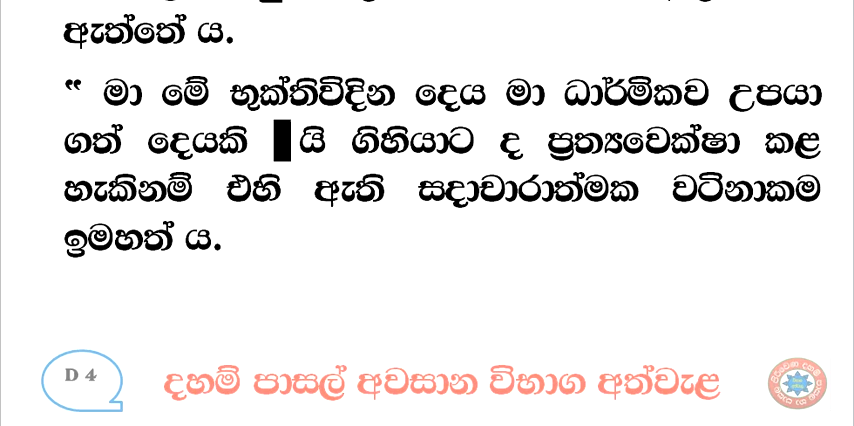 ඇත්තේ ය.
“ මා මේ භුක්තිවිදින දෙය මා ධාර්මිකව උපයා
ගත් දෙයකි යි ගිහියාට ද ප්‍රත්‍යවෙක්ෂා කළ
හැකිනම් එහි ඇති සදාචාරාත්මක වටිනාකම
ඉමහත් ය.
D 4
දහම් පාසල් අවසාන විභාග අත්වැළ